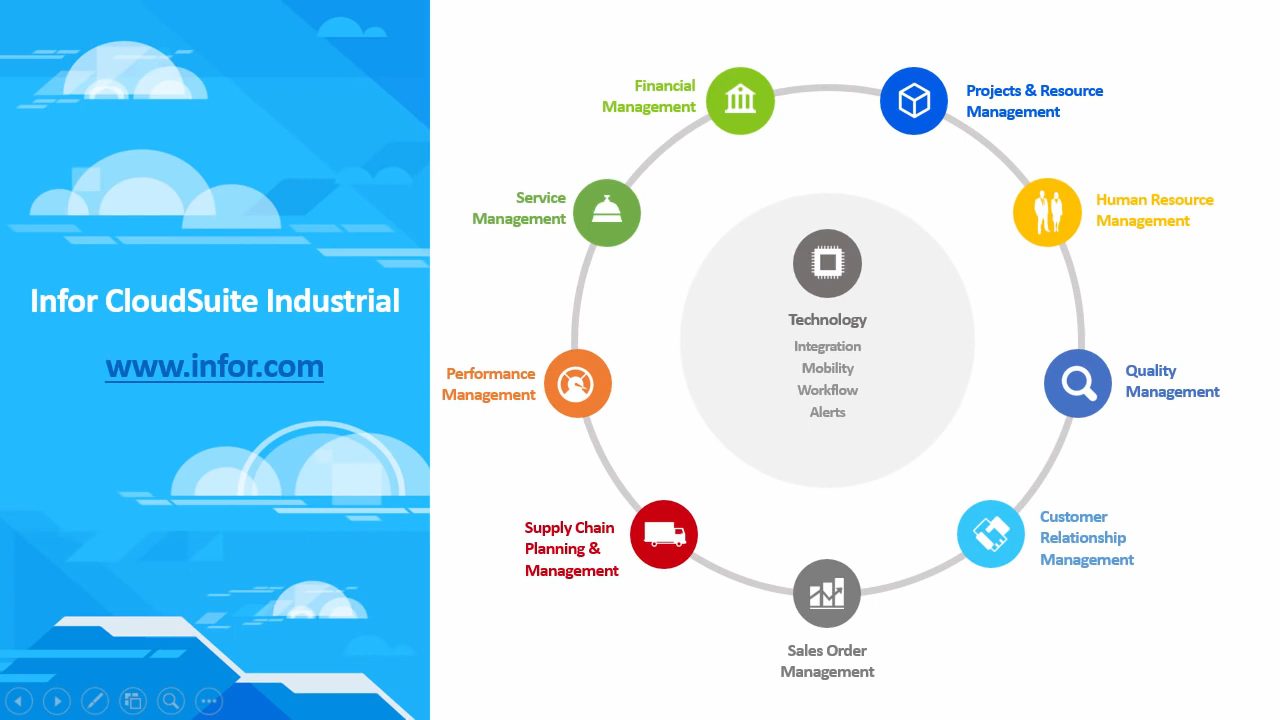 Infor CloudSuite Industrial
www.infor.com
Financial
Management
Projects & Resource
Management
Service
Management
Human Resource
Management
Technology
Integration
Mobility
Workflow
Alerts
Performance
Management
Quality
Management
Supply Chain
Planning &
Management
Customer
Relationship
Management
Sales Order
Management